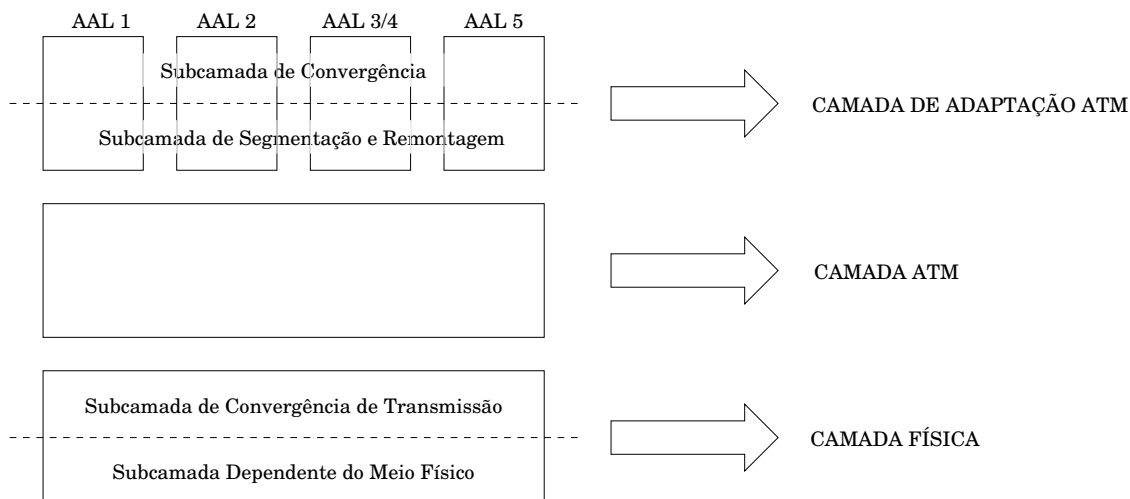 AAL 1 AAL 2 AAL 3/4 AAL 5
Subcamada de Convergência
CAMADA DE ADAPTAÇÃO ATM
Subcamada de Segmentação e Remontagem
CAMADA ATM
Subcamada de Convergência de Transmissão
CAMADA FÍSICA
Subcamada Dependente do Meio Físico